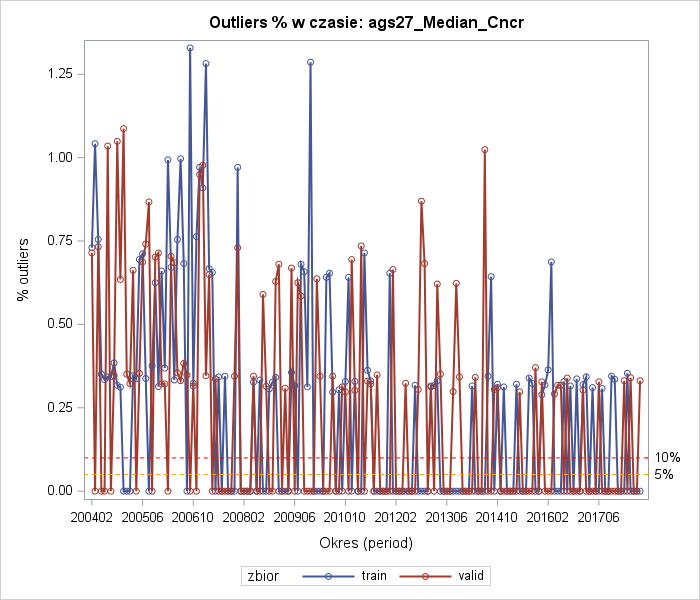 Outliers % w czasie: ags27_Median_Cncr
% outliers
1.25
1.00
0.75
0.50
0.25
0.00
10%
5%
200402 200506 200610 200802 200906 201010 201202 201306 201410 201602 201706
Okres (period)
zbior train valid